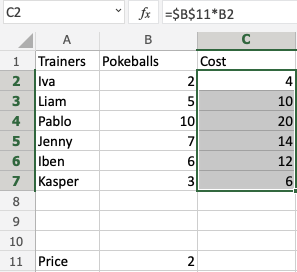 C2 fx =$B$11*B2
A B C
1 Trainers Pokeballs Cost
2 Iva 2 4
3 Liam 5 10
4 Pablo 10 20
5 Jenny 7 14
6 Iben 6 12
7 Kasper 3 6
8
9
10
11 Price 2